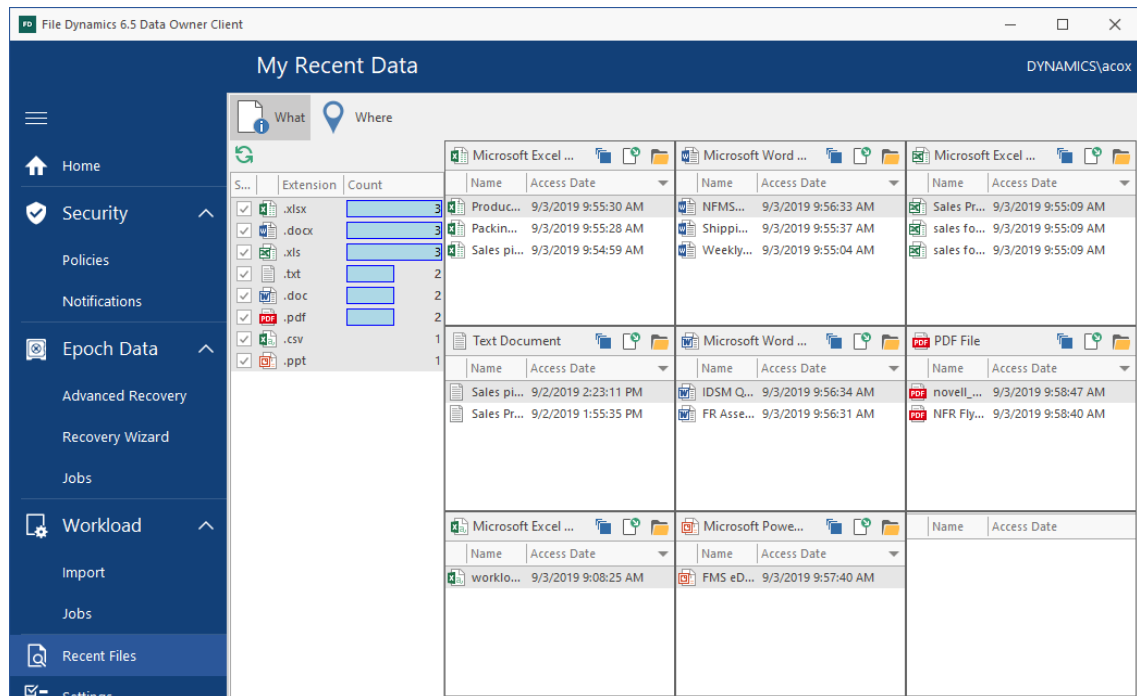 FD File Dynamics 6.5 Data Owner Client
My Recent Data
DYNAMICS\acox
What
Where
Home
Security
Policies
Notifications
Epoch Data
Advanced Recovery
Recovery Wizard
Jobs
Workload
Import
Jobs
Recent Files
Settings
S... Extension Count
.xlsx 3
.docx 3
.xls 3
.txt 2
.doc 2
PDF .pdf 2
.csv 1
.ppt 1
Microsoft Excel ...
Name Access Date
Produc... 9/3/2019 9:55:30 AM
Packin... 9/3/2019 9:55:28 AM
Sales pi... 9/3/2019 9:54:59 AM
Microsoft Word ...
Name Access Date
NFMS... 9/3/2019 9:56:33 AM
Shippi... 9/3/2019 9:55:37 AM
Weekly... 9/3/2019 9:55:04 AM
Microsoft Excel ...
Name Access Date
Sales Pr... 9/3/2019 9:55:09 AM
sales fo... 9/3/2019 9:55:09 AM
sales fo... 9/3/2019 9:55:09 AM
Text Document
Name Access Date
Sales pi... 9/2/2019 2:23:11 PM
Sales Pr... 9/2/2019 1:55:35 PM
Microsoft Word ...
Name Access Date
IDSM Q... 9/3/2019 9:56:34 AM
FR Asse... 9/3/2019 9:56:31 AM
PDF PDF File
Name Access Date
PDF novell_... 9/3/2019 9:58:47 AM
PDF NFR Fly... 9/3/2019 9:58:40 AM
Microsoft Excel ...
Name Access Date
worklo... 9/3/2019 9:08:25 AM
Microsoft Powe...
Name Access Date
FMS eD... 9/3/2019 9:57:40 AM
Name Access Date